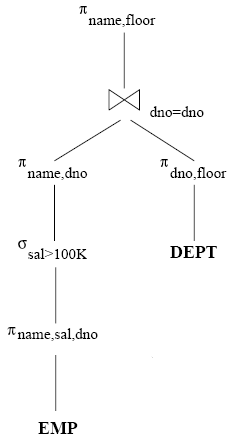 π name,floor
dno=dno
π name,dno
π dno,floor
σ sal>100K
DEPT
π name,sal,dno
EMP